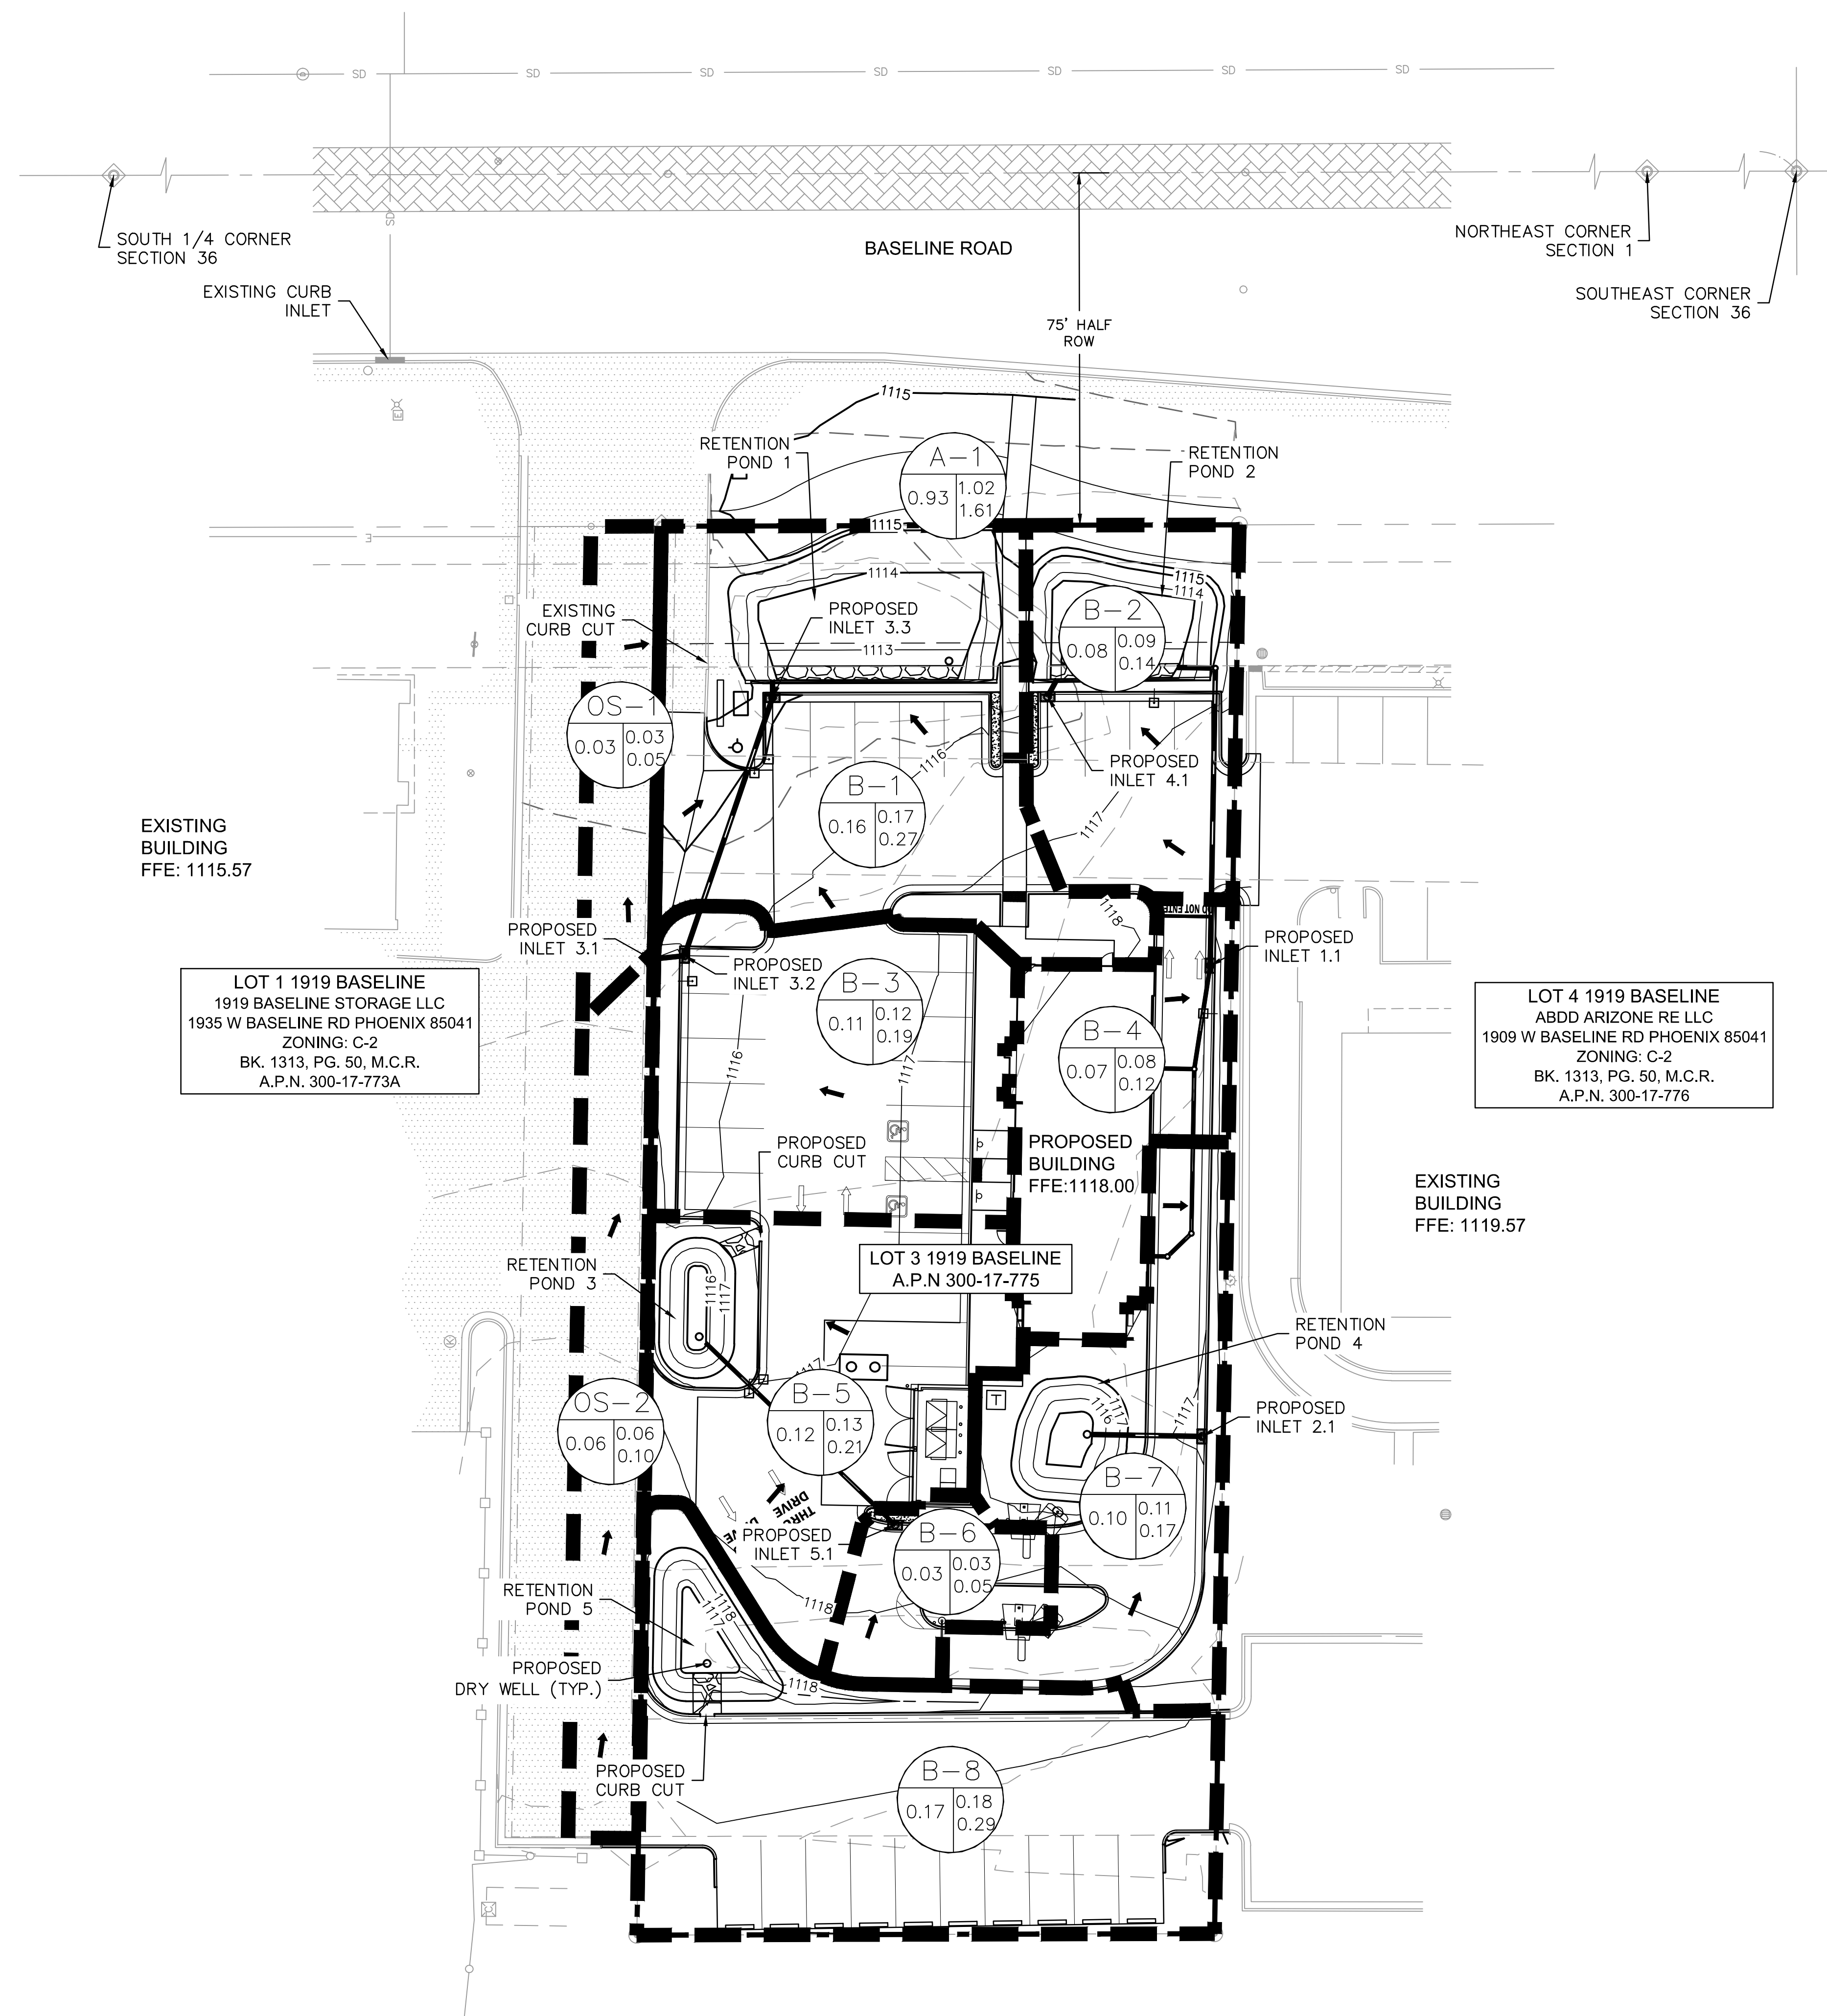 SD
SD
SD
SD
SD
SD
SD
SD
SOUTH 1/4 CORNER
SECTION 36
NORTHEAST CORNER
SECTION 1
BASELINE ROAD
EXISTING CURB
INLET
SOUTHEAST CORNER
SECTION 36
75' HALF
ROW
E
1115
RETENTION
POND 1
A-1
0.93
1.02
1.61
RETENTION
POND 2
1115
E
1114
1115
1114
EXISTING
CURB CUT
PROPOSED
INLET 3.3
B-2
0.08
0.09
0.14
1113
OS-1
0.03
0.03
0.05
1116
PROPOSED
INLET 4.1
B-1
0.16
0.17
0.27
1117
EXISTING
BUILDING
FFE: 1115.57
1118
DO NOT ENTER
PROPOSED
INLET 3.1
PROPOSED
INLET 3.2
PROPOSED
INLET 1.1
B-3
0.11
0.12
0.19
LOT 1 1919 BASELINE
1919 BASELINE STORAGE LLC
1935 W BASELINE RD PHOENIX 85041
ZONING: C-2
BK. 1313, PG. 50, M.C.R.
A.P.N. 300-17-773A
LOT 4 1919 BASELINE
ABDD ARIZONE RE LLC
1909 W BASELINE RD PHOENIX 85041
ZONING: C-2
BK. 1313, PG. 50, M.C.R.
A.P.N. 300-17-776
B-4
0.07
0.08
0.12
1116
1117
PROPOSED
CURB CUT
PROPOSED
BUILDING
FFE:1118.00
EXISTING
BUILDING
FFE: 1119.57
LOT 3 1919 BASELINE
A.P.N 300-17-775
RETENTION
POND 3
1116
1117
RETENTION
POND 4
1117
OS-2
0.06
0.06
0.10
B-5
0.12
0.13
0.21
T
1117
1116
1117
PROPOSED
INLET 2.1
B-7
0.10
0.11
0.17
DRIVE
THRU
PROPOSED
INLET 5.1
B-6
0.03
0.03
0.05
RETENTION
POND 5
1118
1117
1118
PROPOSED
DRY WELL (TYP.)
1118
PROPOSED
CURB CUT
B-8
0.17
0.18
0.29